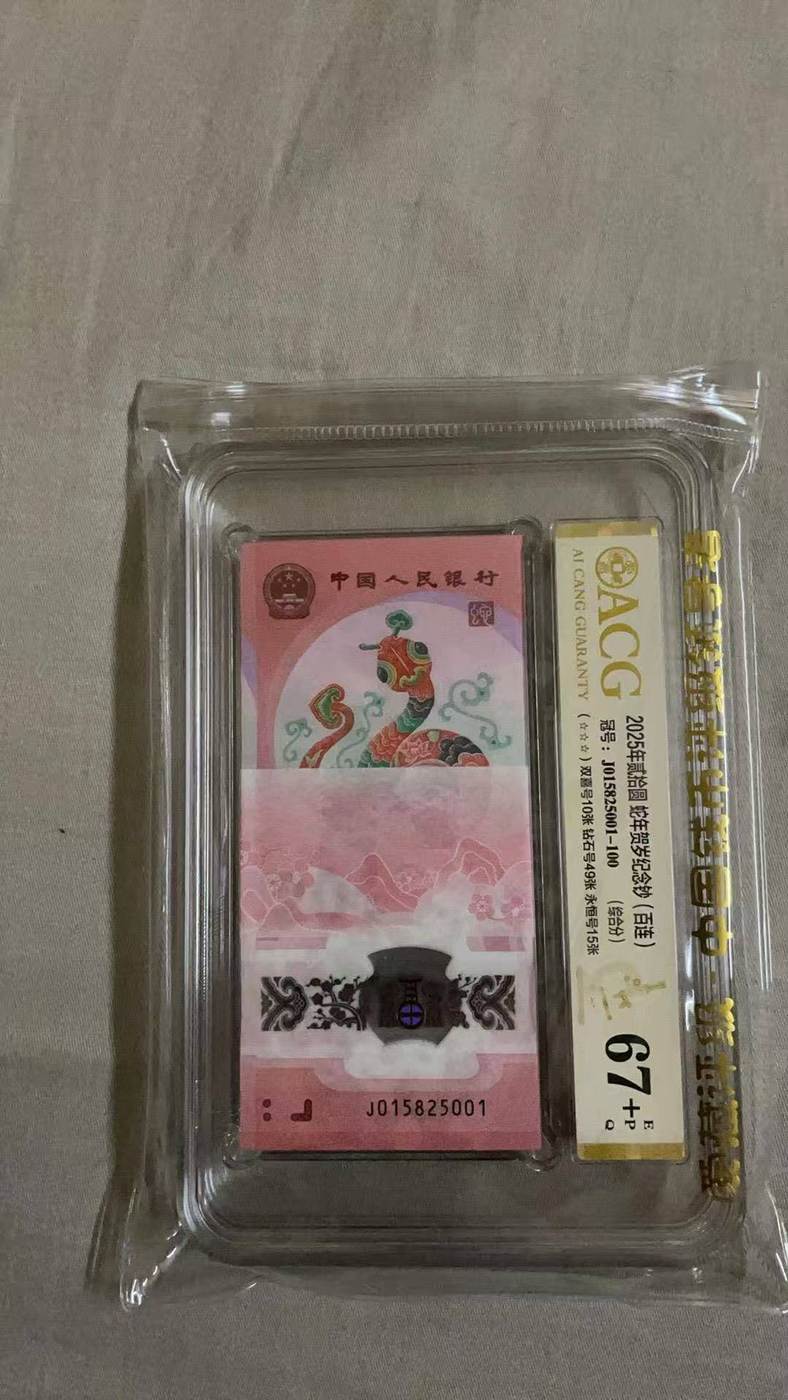 中国人民银行
J015825001
ACG
AI CANG GUARANTY
2025年贰拾圆 蛇年贺岁纪念钞（百连）
冠号：J015825001-100 （综合分）
(☆☆☆) 双喜号10张 钻石号49张 永恒号15张
67+ E
P
Q